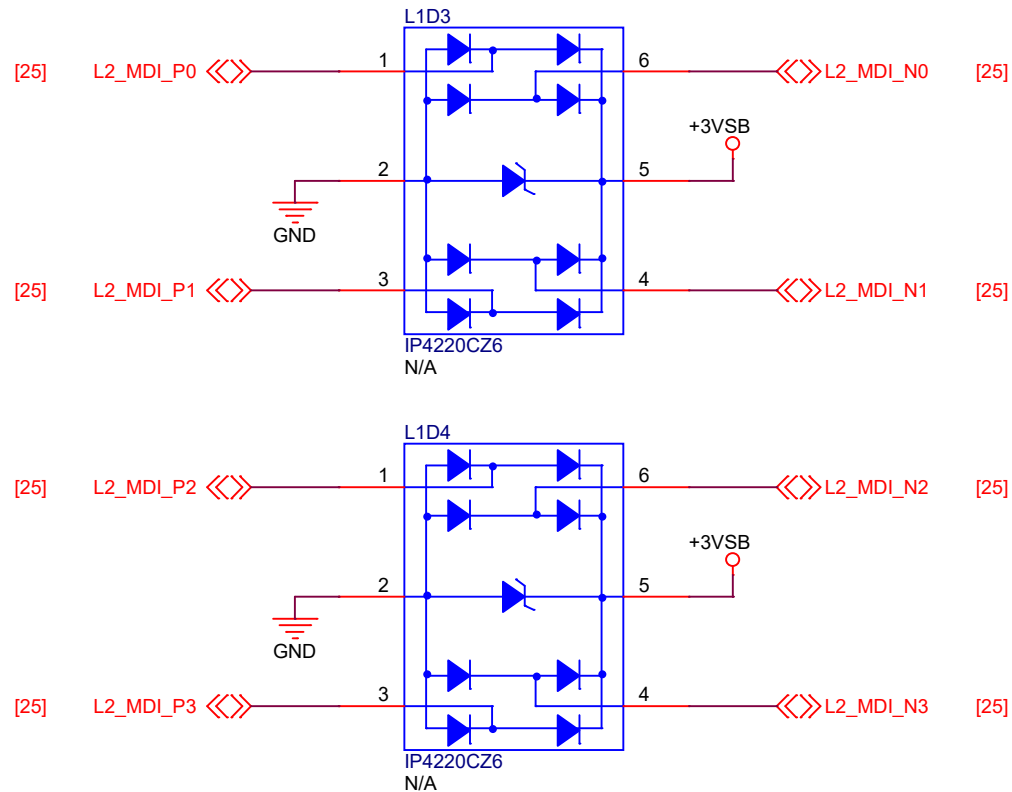 L1D3
[25] L2_MDI_P0 1 6 L2_MDI_N0 [25]
+3VSB
2 5
GND
[25] L2_MDI_P1 3 4 L2_MDI_N1 [25]
IP4220CZ6
N/A
L1D4
[25] L2_MDI_P2 1 6 L2_MDI_N2 [25]
+3VSB
2 5
GND
[25] L2_MDI_P3 3 4 L2_MDI_N3 [25]
IP4220CZ6
N/A